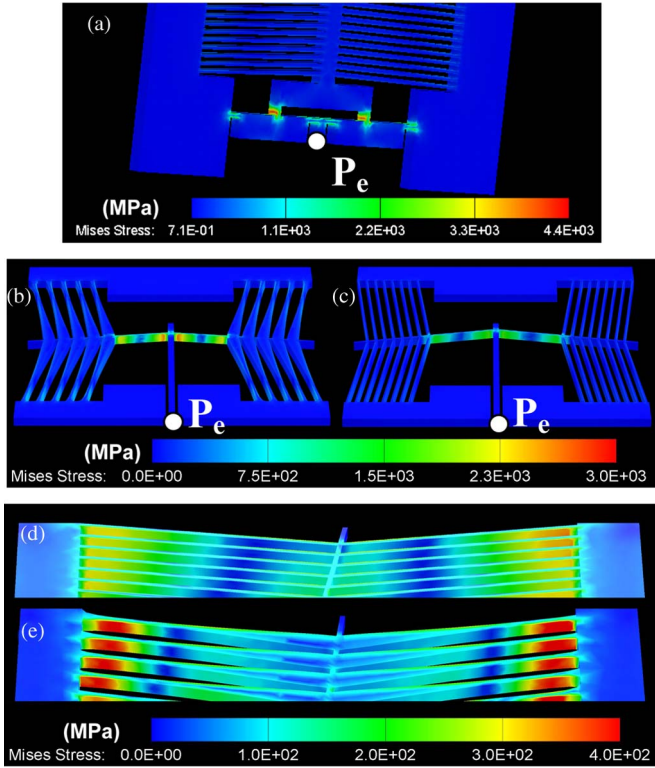 (a)
Pe
(MPa)
Mises Stress: 7.1E-01 1.1E+03 2.2E+03 3.3E+03 4.4E+03
(b) (c)
Pe Pe
(MPa)
Mises Stress: 0.0E+00 7.5E+02 1.5E+03 2.3E+03 3.0E+03
(d)
(e)
(MPa)
Mises Stress: 0.0E+00 1.0E+02 2.0E+02 3.0E+02 4.0E+02